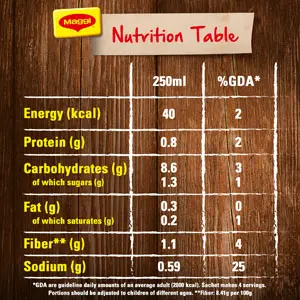 Maggi
Nutrition Table
250ml %GDA*
Energy (kcal) 40 2
Protein (g) 0.8 2
Carbohydrates (g) 8.6 3
of which sugars (g) 1.3 1
Fat (g) 0.3 0
of which saturates (g) 0.2 1
Fiber** (g) 1.1 4
Sodium (g) 0.59 25
*GDA are guideline daily amounts of an average adult (2000 kcal). Sachet makes 4 servings.
Portions should be adjusted to children of different ages. **Fiber: 8.41g per 100g